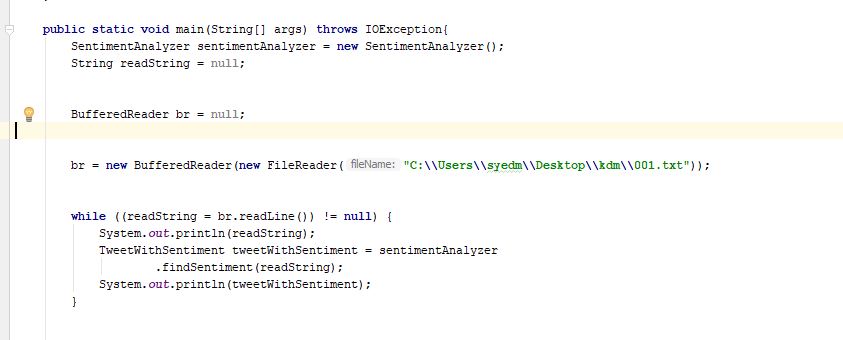 public static void main(String[] args) throws IOException{
SentimentAnalyzer sentimentAnalyzer = new SentimentAnalyzer();
String readString = null;
BufferedReader br = null;
br = new BufferedReader(new FileReader( fileName: "C:\\Users\\syedm\\Desktop\\kdm\\001.txt"));
while ((readString = br.readLine()) != null) {
System.out.println(readString);
TweetWithSentiment tweetWithSentiment = sentimentAnalyzer
.findSentiment(readString);
System.out.println(tweetWithSentiment);
}